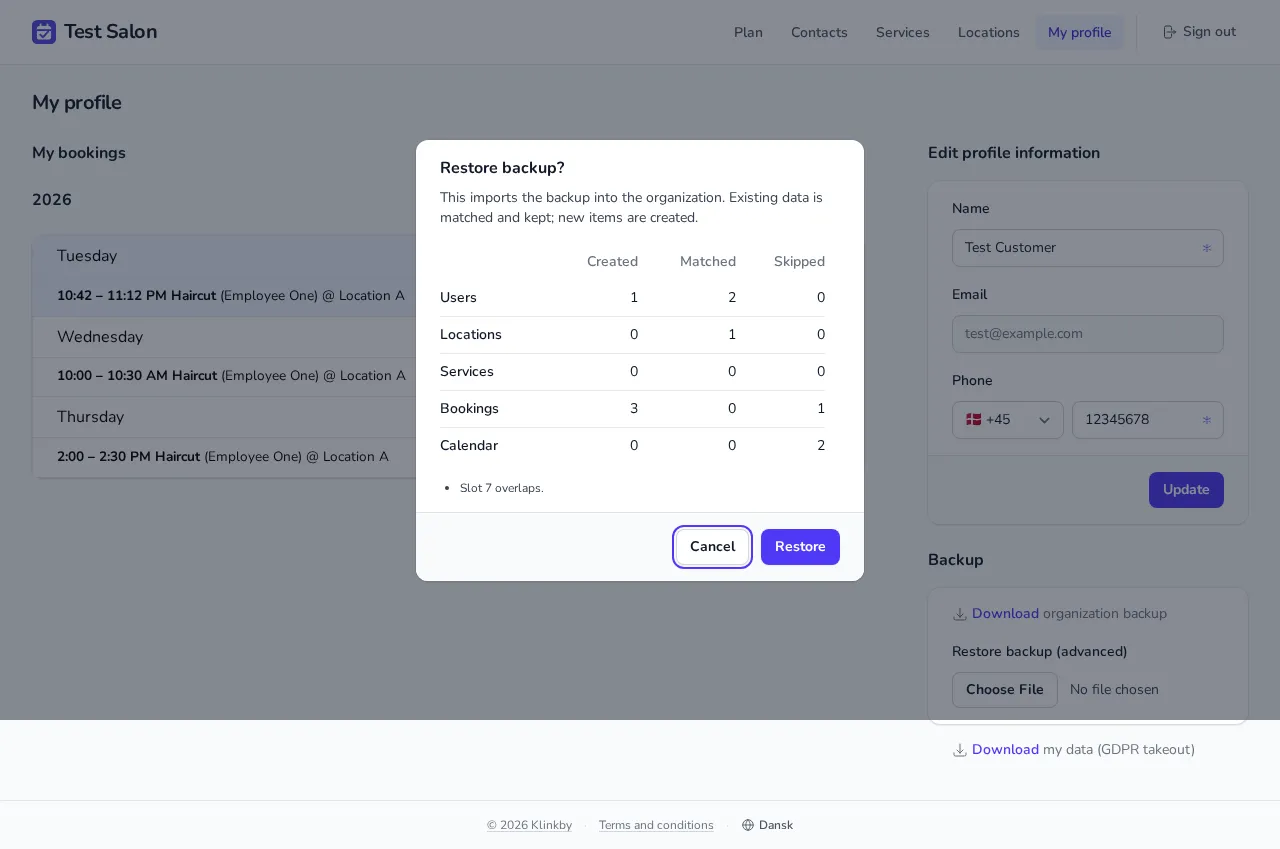 Test Salon
Plan
Contacts
Services
Locations
My profile
Sign out
My profile
My bookings
2026
Tuesday
10:42 – 11:12 PM Haircut (Employee One) @ Location A
Wednesday
10:00 – 10:30 AM Haircut (Employee One) @ Location A
Thursday
2:00 – 2:30 PM Haircut (Employee One) @ Location A
Restore backup?
This imports the backup into the organization. Existing data is
matched and kept; new items are created.
Created Matched Skipped
Users 1 2 0
Locations 0 1 0
Services 0 0 0
Bookings 3 0 1
Calendar 0 0 2
• Slot 7 overlaps.
Cancel
Restore
Edit profile information
Name
Test Customer
Email
test@example.com
Phone
+45
12345678
Update
Backup
Download organization backup
Restore backup (advanced)
Choose File No file chosen
Download my data (GDPR takeout)
© 2026 Klinkby · Terms and conditions · Dansk